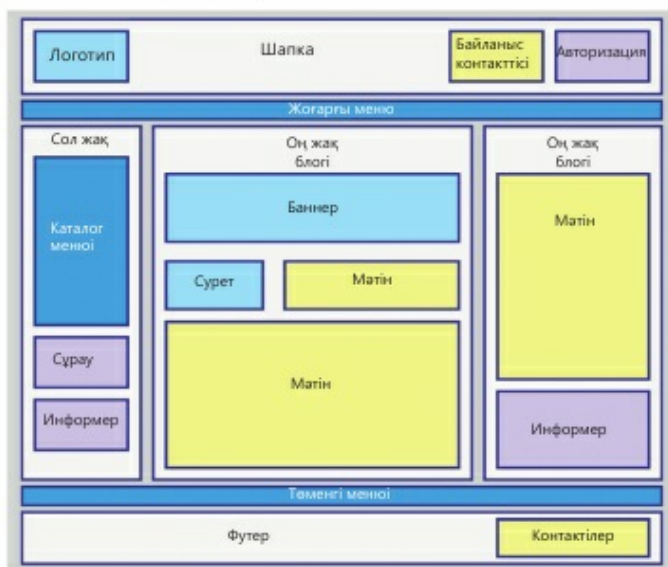 Логотип
Шапка
Байланыс
контакттісі
Авторизация
Жоғарғы меню
Сол жақ
Каталог
менюі
Сұрау
Информер
Оң жақ
блогі
Баннер
Сурет
Мәтін
Мәтін
Оң жақ
блогі
Мәтін
Информер
Төменгі менюі
Футер
Контактілер